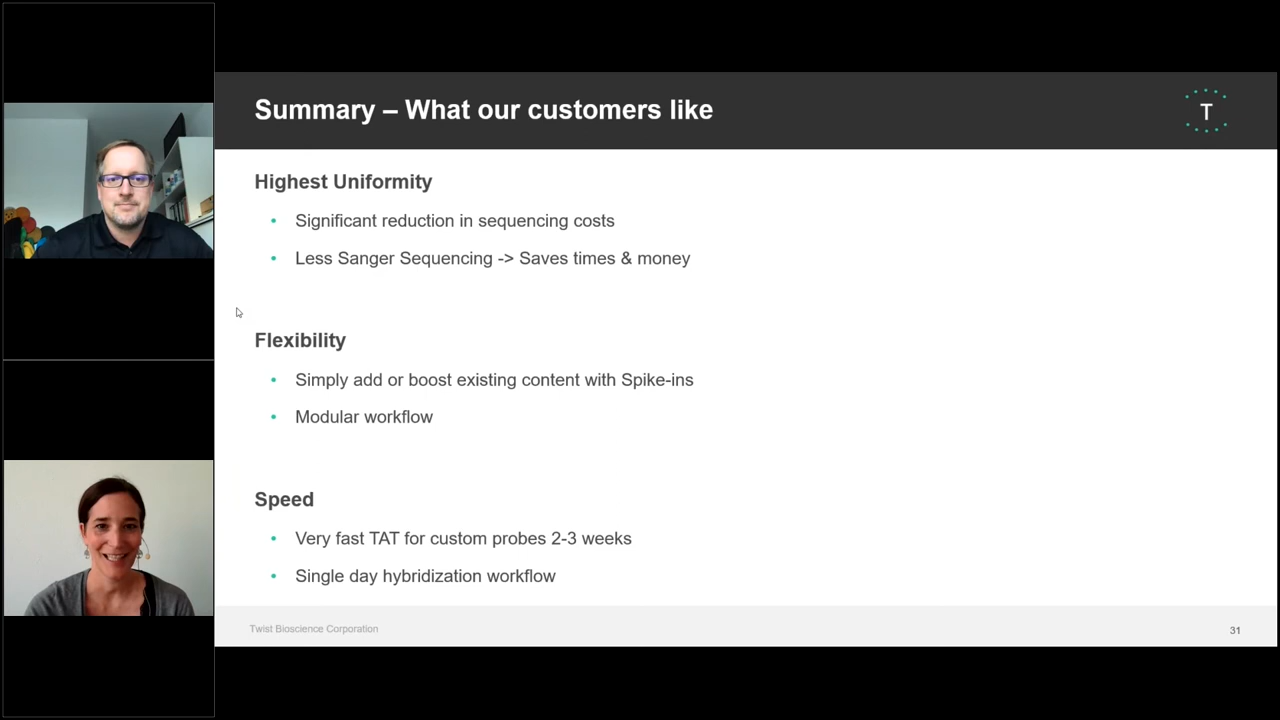 Summary – What our customers like
T
Highest Uniformity
• Significant reduction in sequencing costs
• Less Sanger Sequencing -> Saves times & money
Flexibility
• Simply add or boost existing content with Spike-ins
• Modular workflow
Speed
• Very fast TAT for custom probes 2-3 weeks
• Single day hybridization workflow
Twist Bioscience Corporation
31